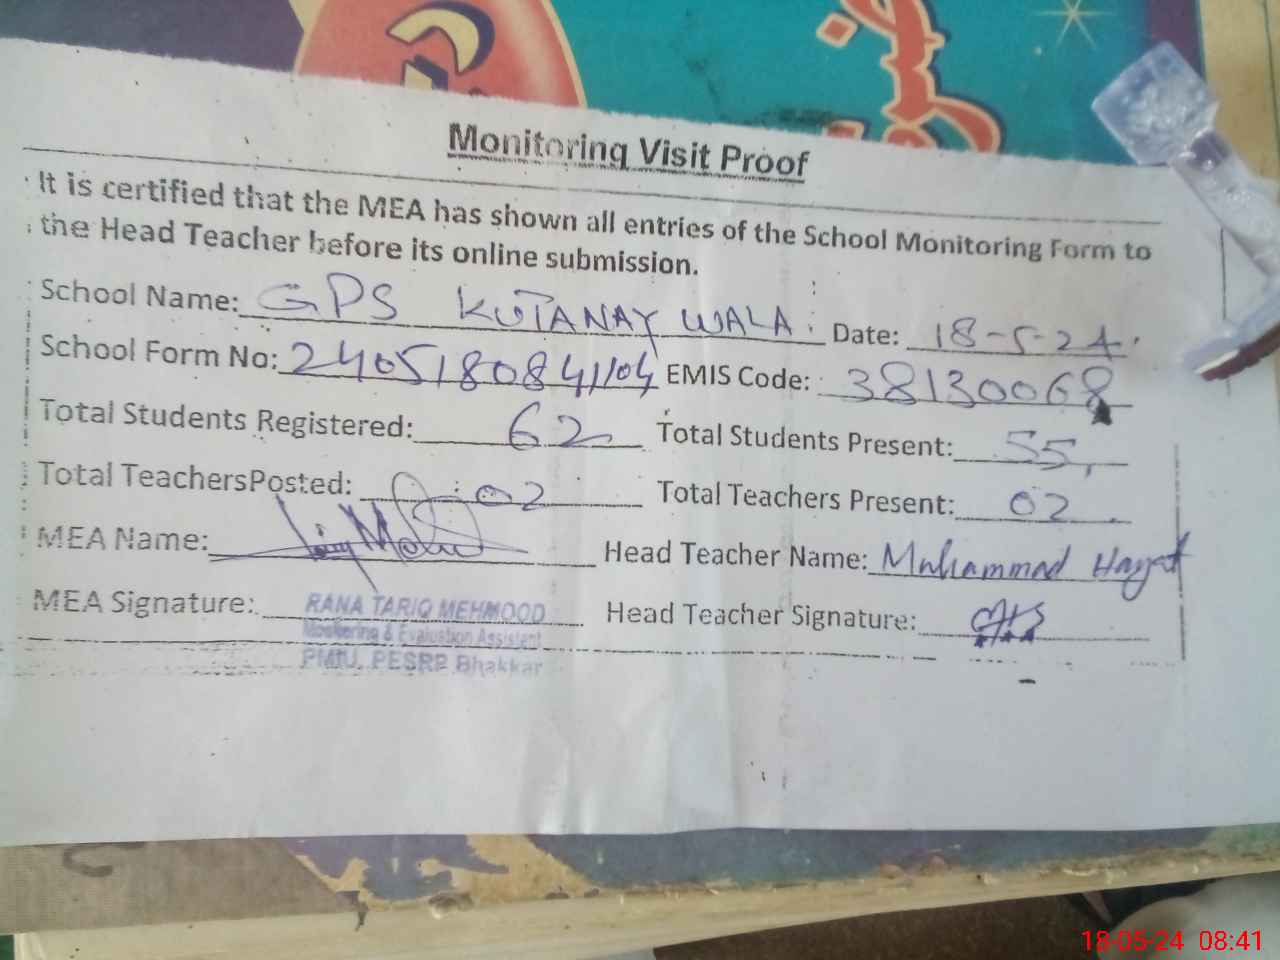 Monitoring Visit Proof
It is certified that the MEA has shown all entries of the School Monitoring Form to
the Head Teacher before its online submission.
School Name: GPS KOTANAY WALA Date: 18-5-24
School Form No: 240518084104 EMIS Code: 38130068
Total Students Registered: 62 Total Students Present: 55
Total TeachersPosted: 02 Total Teachers Present: 02
MEA Name: Head Teacher Name: Muhammad Hayat
MEA Signature: RANA TARIQ MEHMOOD Head Teacher Signature:
Monitoring & Evaluation Assistant
PMIU, PESRP Bhakkar
18-05-24 08:41